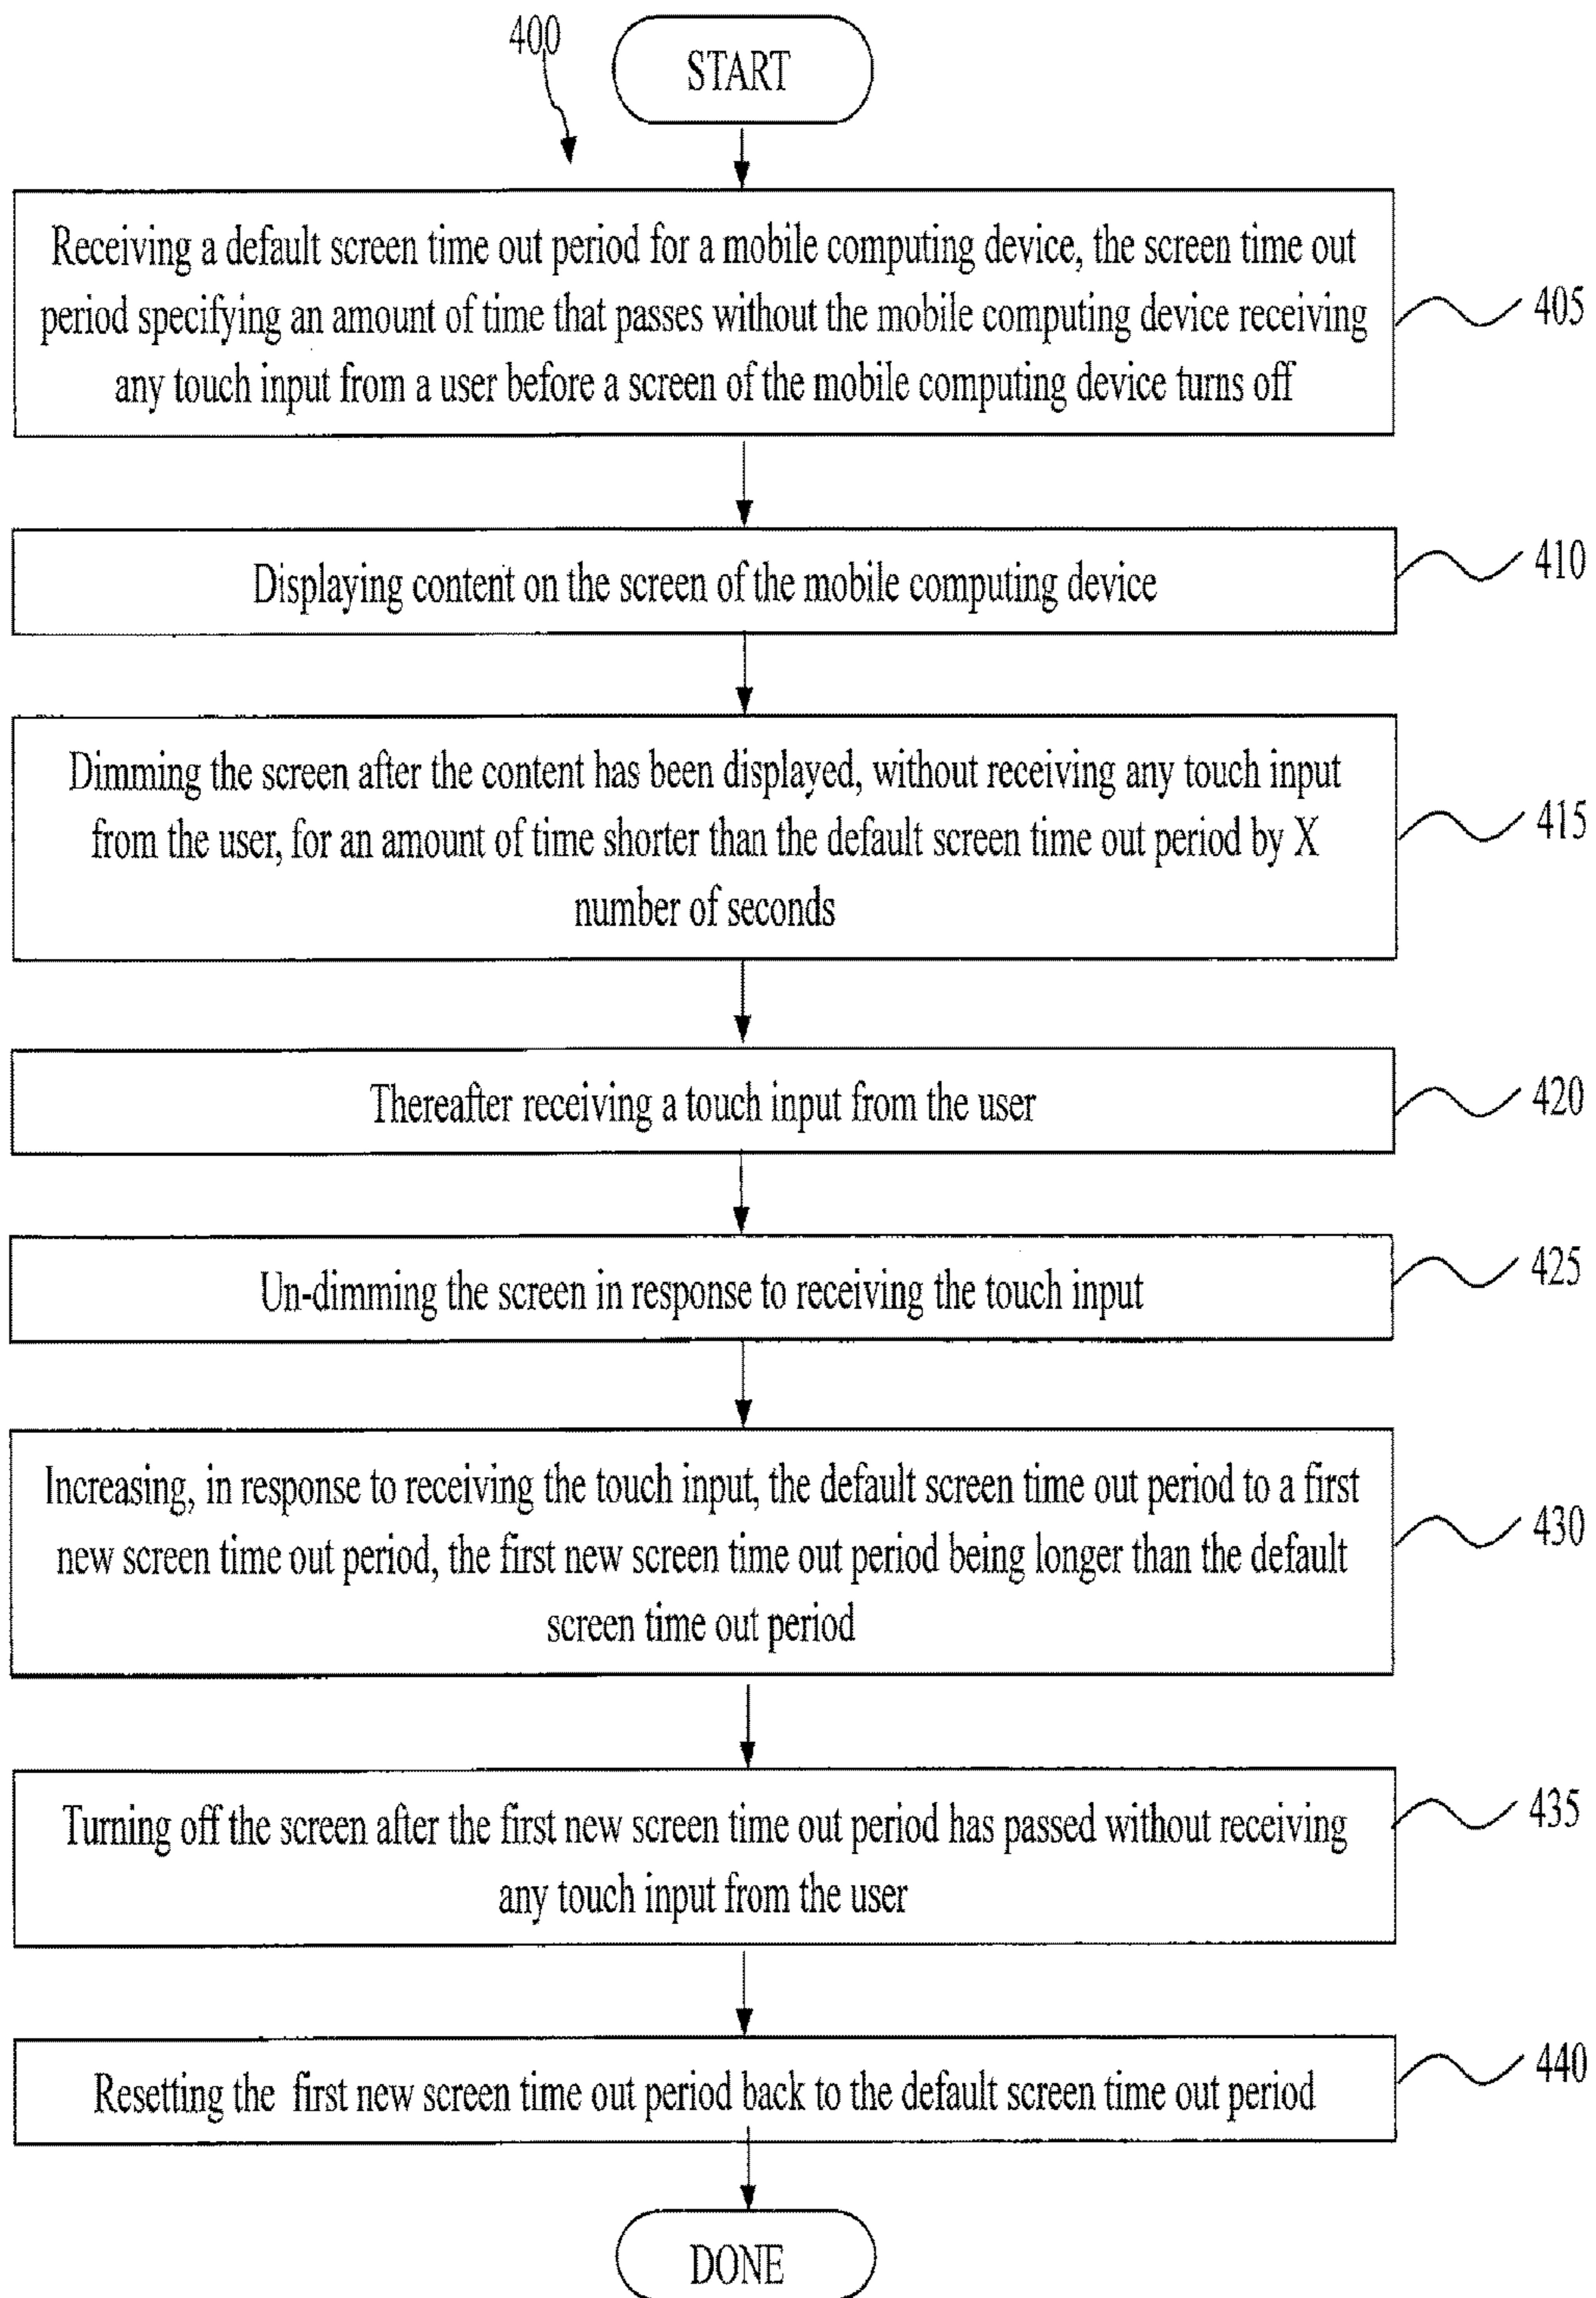 400
START
Receiving a default screen time out period for a mobile computing device, the screen time out
period specifying an amount of time that passes without the mobile computing device receiving
any touch input from a user before a screen of the mobile computing device turns off
405
Displaying content on the screen of the mobile computing device
410
Dimming the screen after the content has been displayed, without receiving any touch input
from the user, for an amount of time shorter than the default screen time out period by X
number of seconds
415
Thereafter receiving a touch input from the user
420
Un-dimming the screen in response to receiving the touch input
425
Increasing, in response to receiving the touch input, the default screen time out period to a first
new screen time out period, the first new screen time out period being longer than the default
screen time out period
430
Turning off the screen after the first new screen time out period has passed without receiving
any touch input from the user
435
Resetting the first new screen time out period back to the default screen time out period
440
DONE